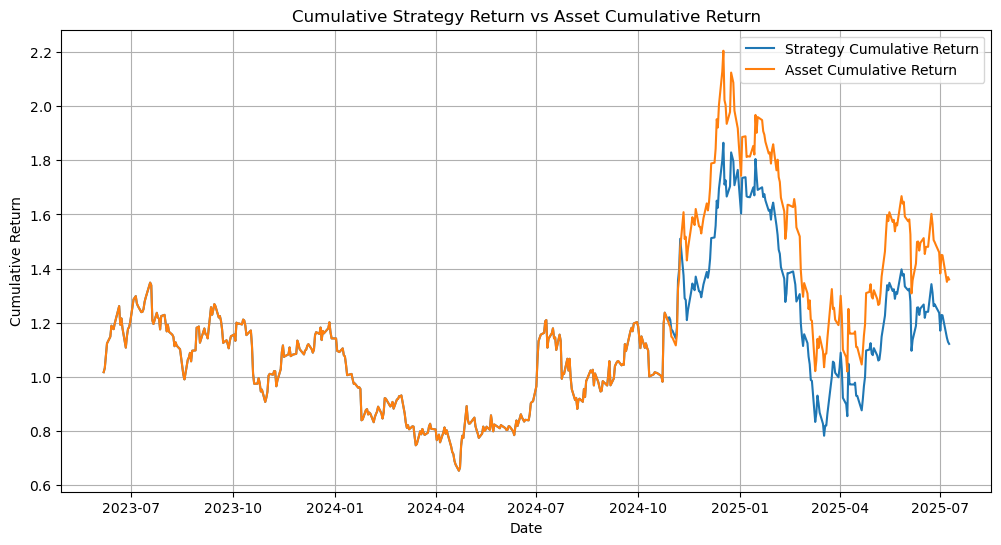 Cumulative Strategy Return vs Asset Cumulative Return
Strategy Cumulative Return
Asset Cumulative Return
Cumulative Return
2.2
2.0
1.8
1.6
1.4
1.2
1.0
0.8
0.6
2023-07 2023-10 2024-01 2024-04 2024-07 2024-10 2025-01 2025-04 2025-07
Date